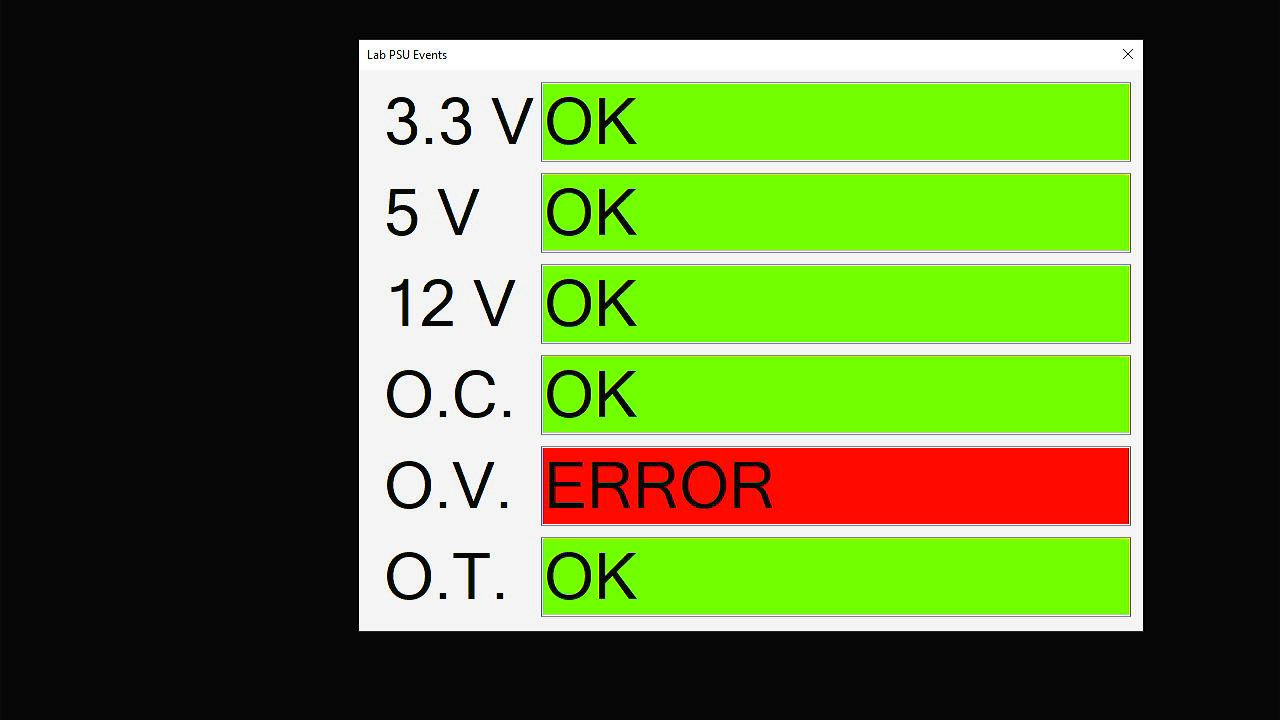 Lab PSU Events
3.3 V OK
5 V OK
12 V OK
O.C. OK
O.V. ERROR
O.T. OK